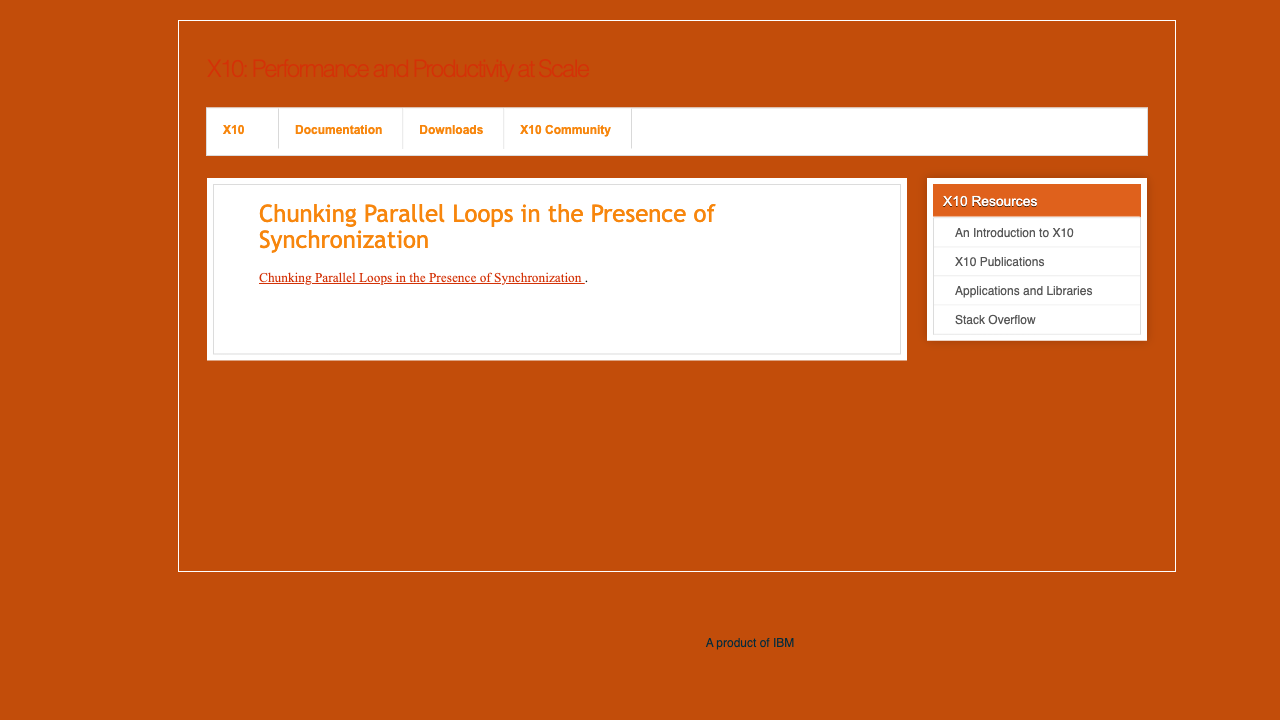 X10: Performance and Productivity at Scale
X10 Documentation Downloads X10 Community
Chunking Parallel Loops in the Presence of
Synchronization
Chunking Parallel Loops in the Presence of Synchronization .
X10 Resources
An Introduction to X10
X10 Publications
Applications and Libraries
Stack Overflow
A product of IBM